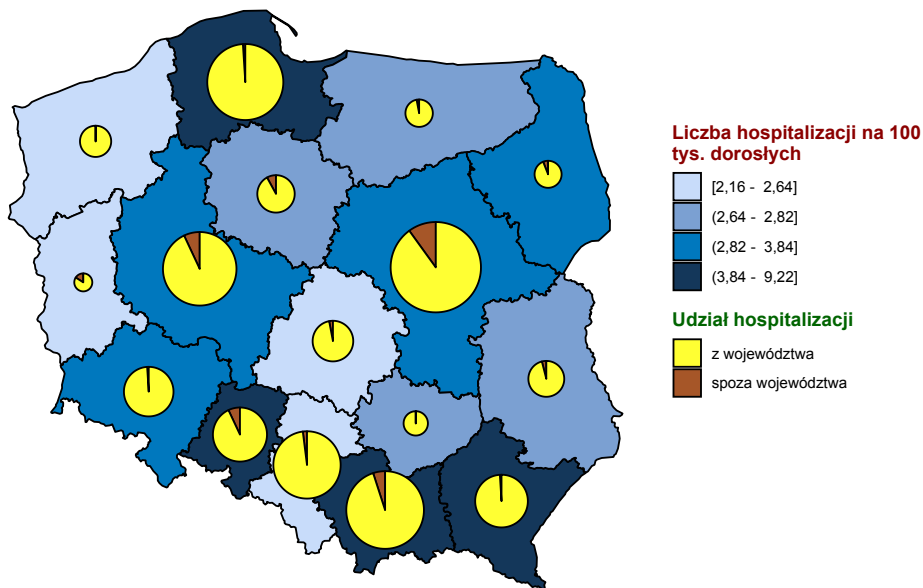 Liczba hospitalizacji na 100
tys. dorosłych
[2,16 - 2,64]
(2,64 - 2,82]
(2,82 - 3,84]
(3,84 - 9,22]
Udział hospitalizacji
z województwa
spoza województwa